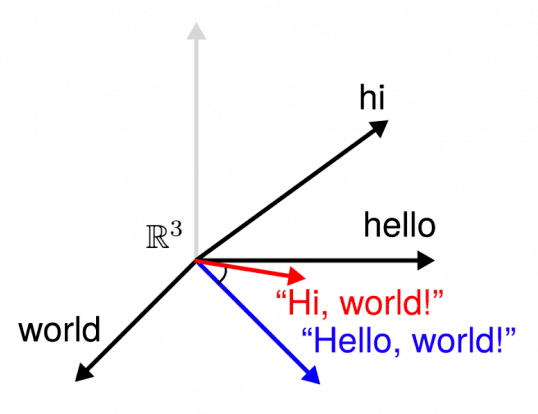 hi
hello
ℝ³
“Hi, world!”
world
“Hello, world!”